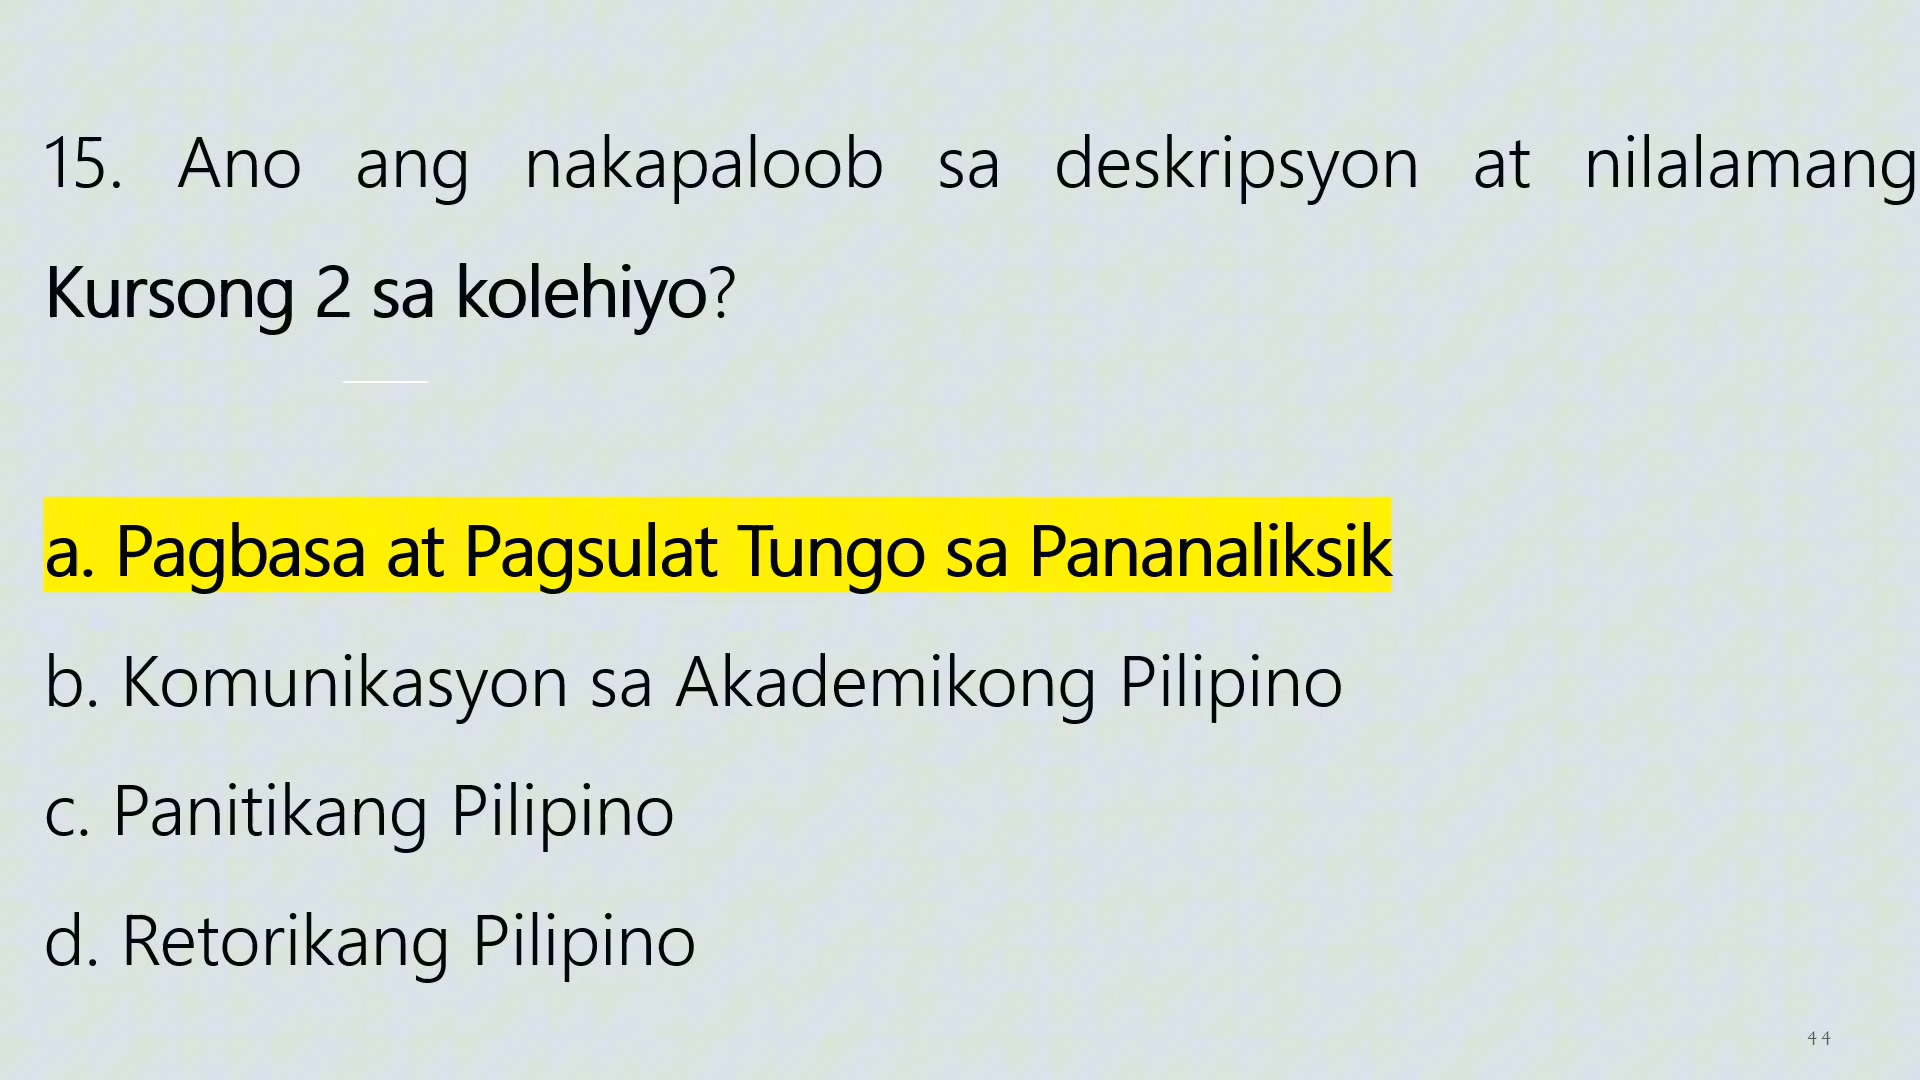 15. Ano ang nakapaloob sa deskripsyon at nilalamang
Kursong 2 sa kolehiyo?
a. Pagbasa at Pagsulat Tungo sa Pananaliksik
b. Komunikasyon sa Akademikong Pilipino
c. Panitikang Pilipino
d. Retorikang Pilipino
44